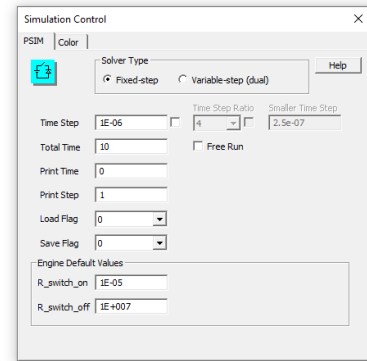 Simulation Control
PSIM Color
Solver Type
Fixed-step Variable-step (dual)
Help
Time Step Ratio Smaller Time Step
Time Step 1E-06 4 2.5e-07
Total Time 10 Free Run
Print Time 0
Print Step 1
Load Flag 0
Save Flag 0
Engine Default Values
R_switch_on 1E-05
R_switch_off 1E+007